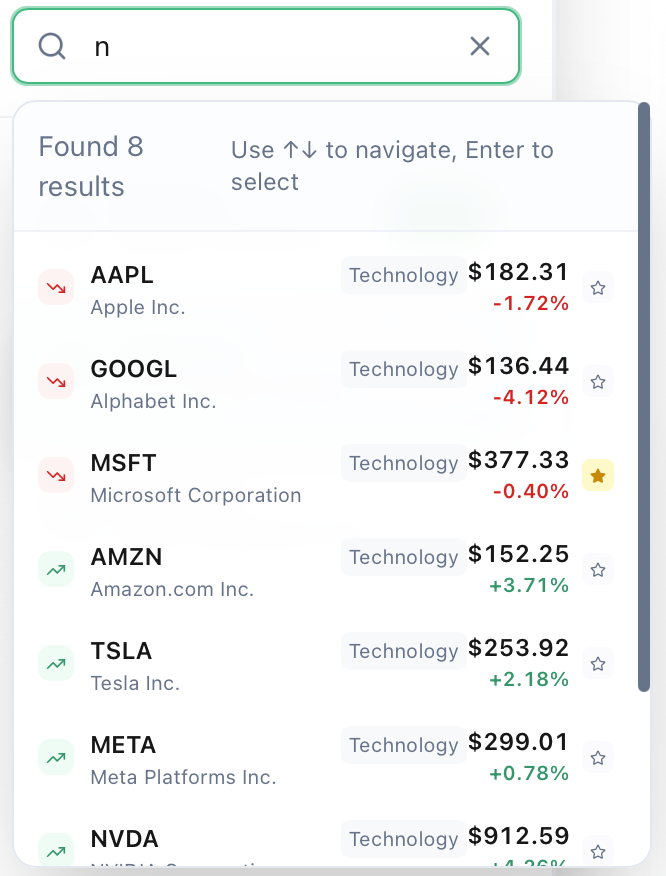 n
Found 8 results
Use ↑↓ to navigate, Enter to select
AAPL Technology $182.31
Apple Inc. -1.72%
GOOGL Technology $136.44
Alphabet Inc. -4.12%
MSFT Technology $377.33
Microsoft Corporation -0.40%
AMZN Technology $152.25
Amazon.com Inc. +3.71%
TSLA Technology $253.92
Tesla Inc. +2.18%
META Technology $299.01
Meta Platforms Inc. +0.78%
NVDA Technology $912.59